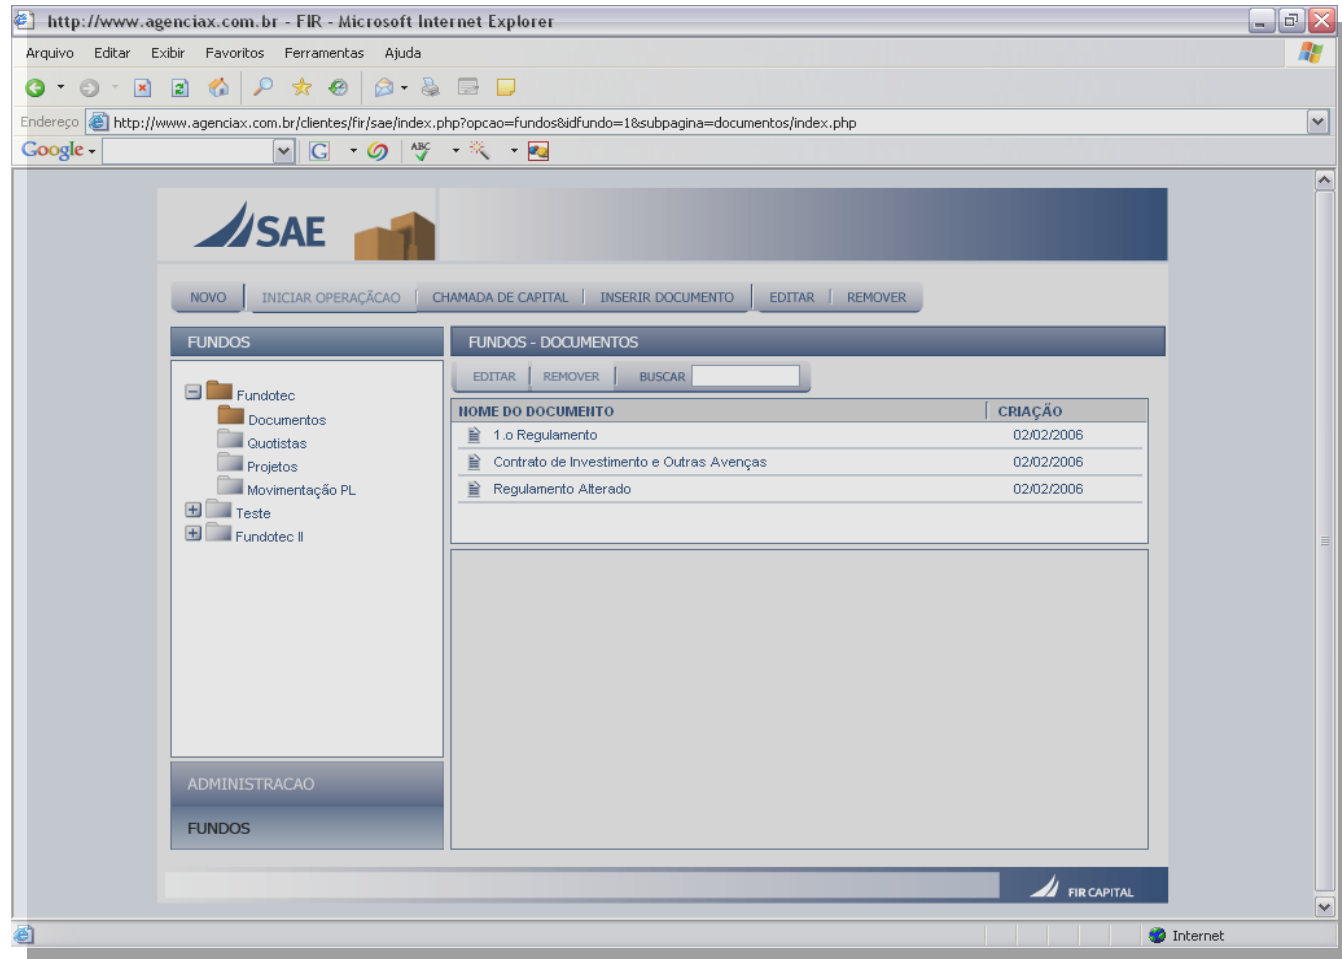 http://www.agenciax.com.br - FIR - Microsoft Internet Explorer
Arquivo Editar Exibir Favoritos Ferramentas Ajuda
Endereço http://www.agenciax.com.br/clientes/fir/sae/index.php?opcao=fundos&idfundo=1&subpagina=documentos/index.php
Google G ABC
SAE
NOVO INICIAR OPERAÇÃCAO CHAMADA DE CAPITAL INSERIR DOCUMENTO EDITAR REMOVER
FUNDOS
Fundotec
Documentos
Quotistas
Projetos
Movimentação PL
Teste
Fundotec II
ADMINISTRACAO
FUNDOS
FUNDOS - DOCUMENTOS
EDITAR REMOVER BUSCAR
NOME DO DOCUMENTO CRIAÇÃO
1.o Regulamento 02/02/2006
Contrato de Investimento e Outras Avenças 02/02/2006
Regulamento Alterado 02/02/2006
FIR CAPITAL
Internet